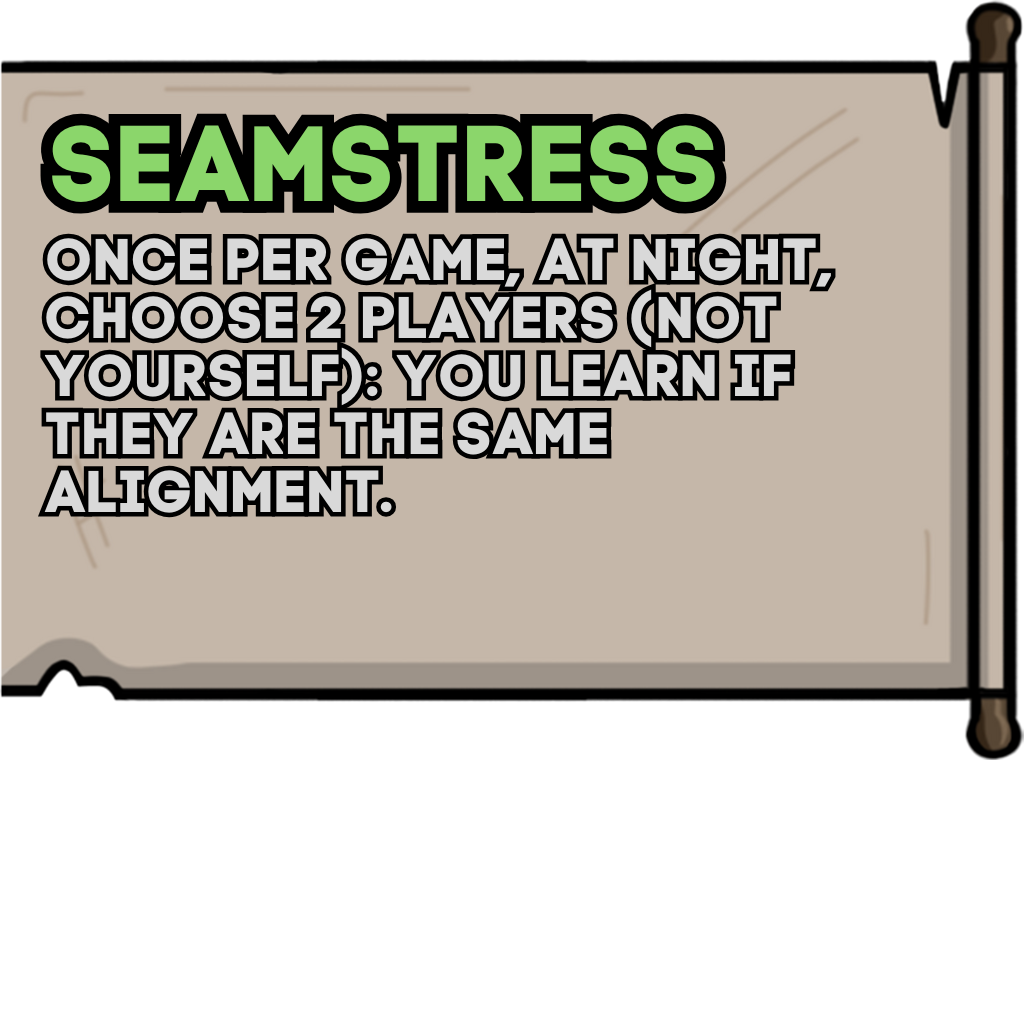 SEAMSTRESS
ONCE PER GAME, AT NIGHT,
CHOOSE 2 PLAYERS (NOT
YOURSELF): YOU LEARN IF
THEY ARE THE SAME
ALIGNMENT.